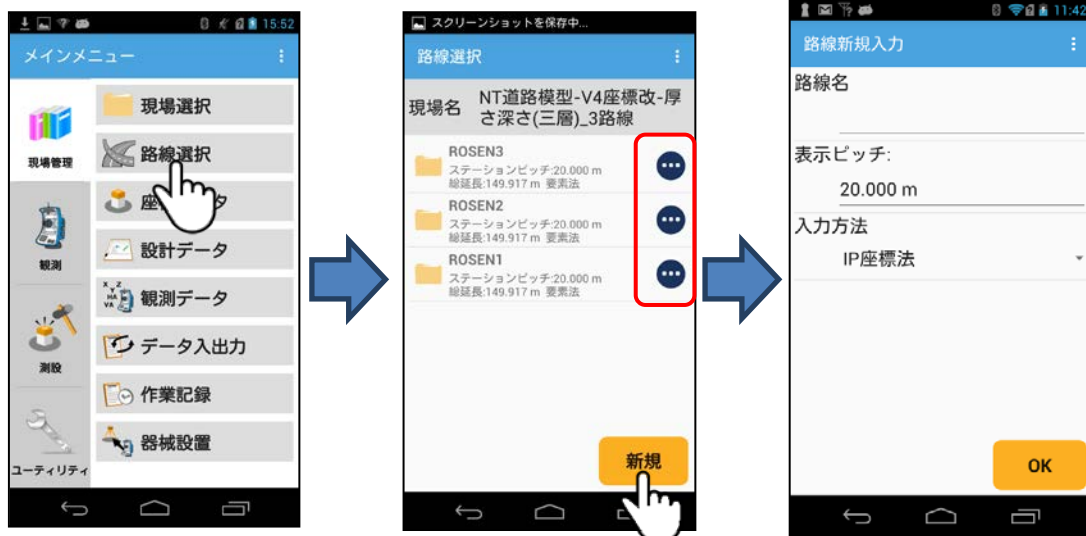 15:52
メインメニュー
現場管理
観測
測設
ユーティリティ
現場選択
路線選択
設計データ
X Y Z
HA
VA
観測データ
データ入出力
作業記録
器械設置
スクリーンショットを保存中...
路線選択
現場名
NT道路模型-V4座標改-厚
さ深さ(三層)_3路線
ROSEN3
ステーションピッチ:20.000 m
総延長:149.917 m 要素法
ROSEN2
ステーションピッチ:20.000 m
総延長:149.917 m 要素法
ROSEN1
ステーションピッチ:20.000 m
総延長:149.917 m 要素法
新規
11:42
路線新規入力
路線名
表示ピッチ:
20.000 m
入力方法
IP座標法
OK